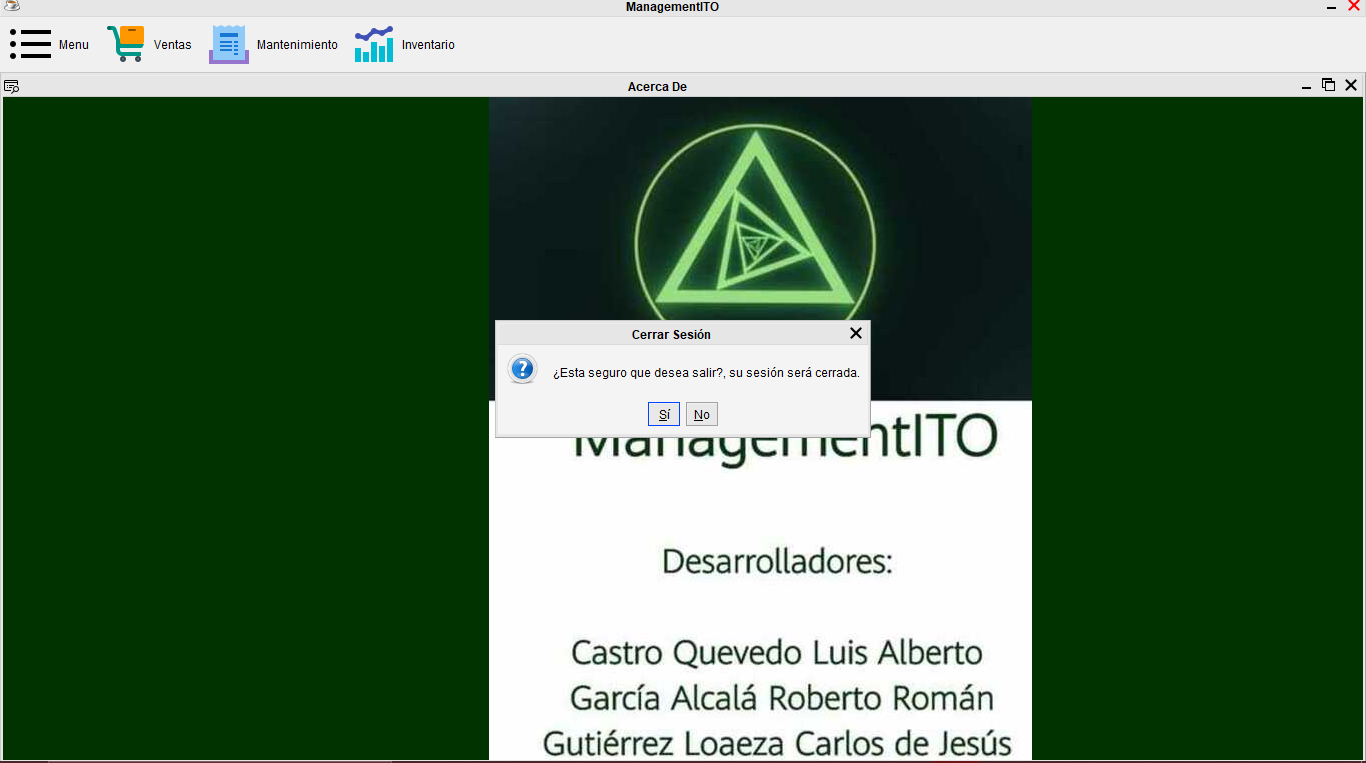 ManagementITO
Menu Ventas Mantenimiento Inventario
Acerca De
Cerrar Sesión
¿Esta seguro que desea salir?, su sesión será cerrada.
Sí No
ManagementITO
Desarrolladores:
Castro Quevedo Luis Alberto
García Alcalá Roberto Román
Gutiérrez Loaeza Carlos de Jesús